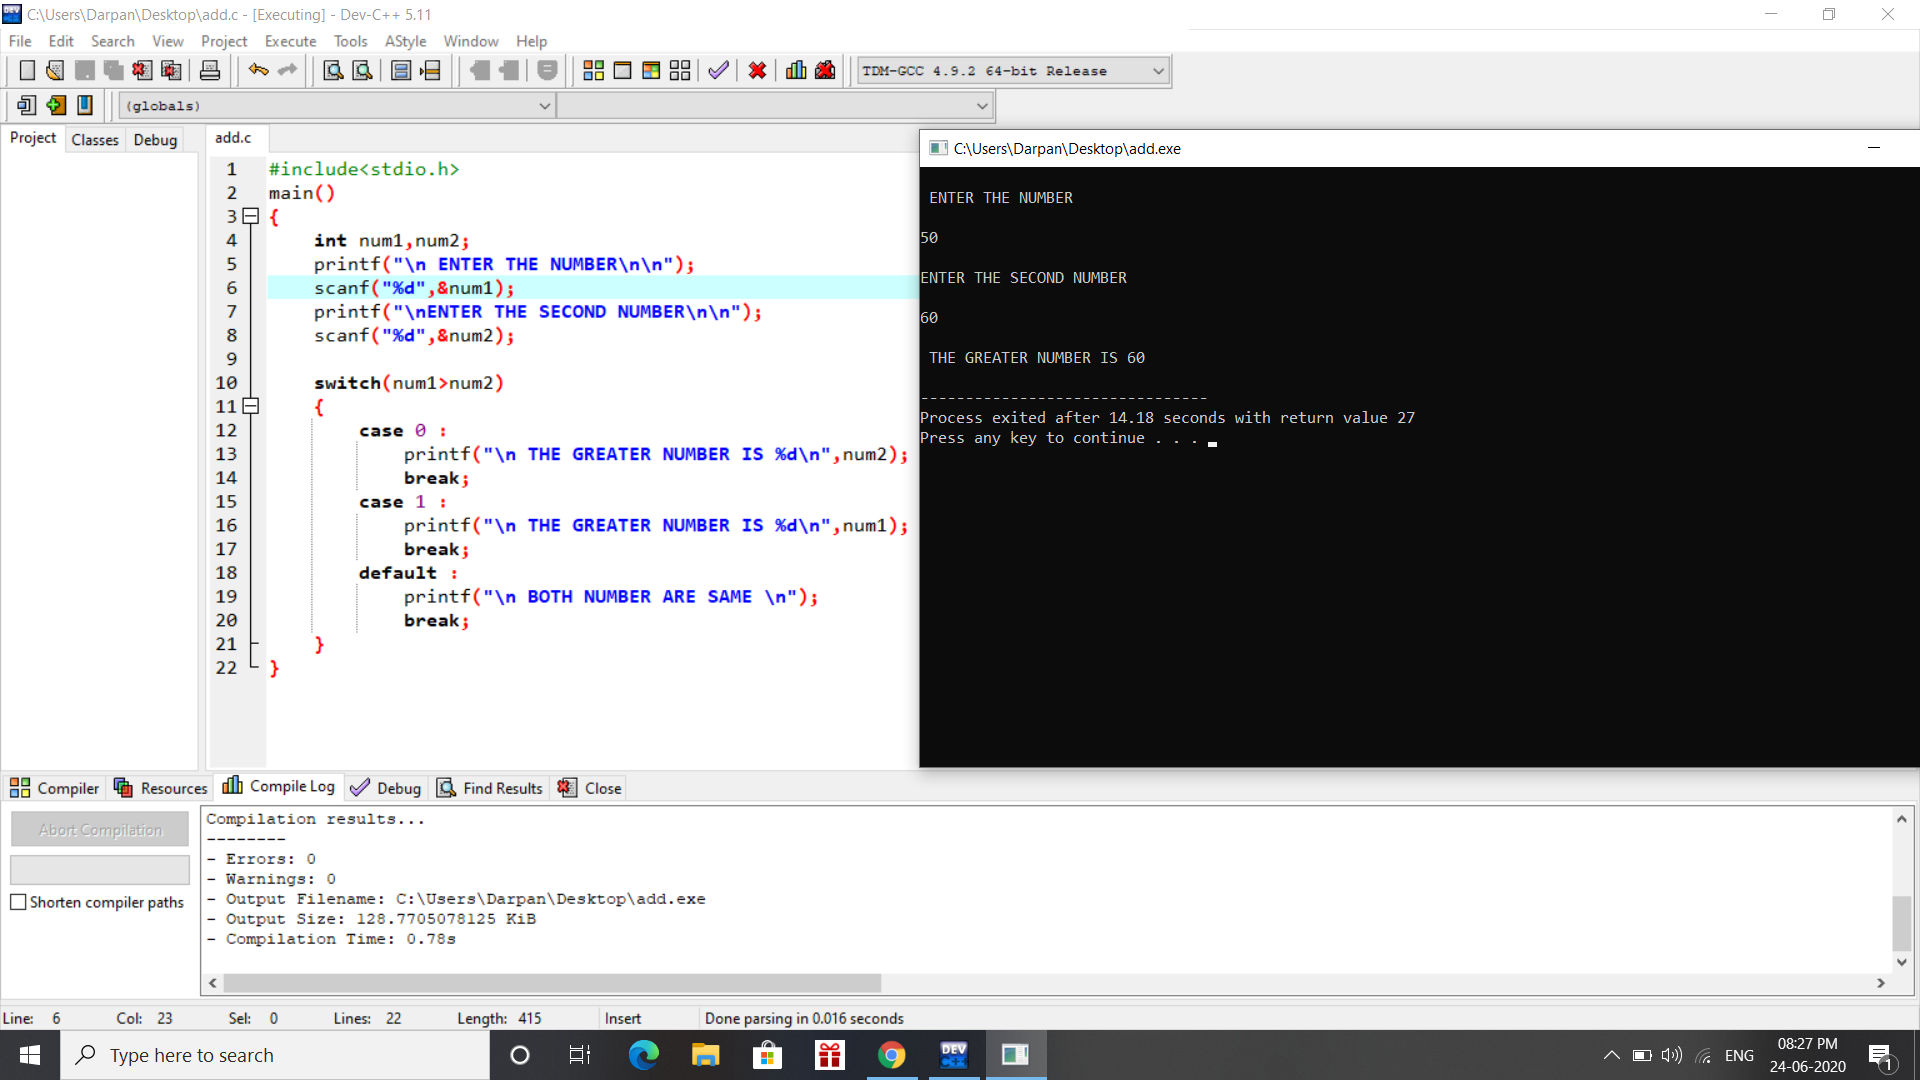 C:\Users\Darpan\Desktop\add.c - [Executing] - Dev-C++ 5.11
File Edit Search View Project Execute Tools AStyle Window Help
TDM-GCC 4.9.2 64-bit Release
(globals)
Project Classes Debug
add.c
1 #include<stdio.h>
2 main()
3 {
4 int num1,num2;
5 printf("\n ENTER THE NUMBER\n\n");
6 scanf("%d",&num1);
7 printf("\nENTER THE SECOND NUMBER\n\n");
8 scanf("%d",&num2);
9
10 switch(num1>num2)
11 {
12 case 0 :
13 printf("\n THE GREATER NUMBER IS %d\n",num2);
14 break;
15 case 1 :
16 printf("\n THE GREATER NUMBER IS %d\n",num1);
17 break;
18 default :
19 printf("\n BOTH NUMBER ARE SAME \n");
20 break;
21 }
22 }
C:\Users\Darpan\Desktop\add.exe
ENTER THE NUMBER
50
ENTER THE SECOND NUMBER
60
THE GREATER NUMBER IS 60
--------------------------------
Process exited after 14.18 seconds with return value 27
Press any key to continue . . .
Compiler Resources Compile Log Debug Find Results Close
Abort Compilation
Shorten compiler paths
Compilation results...
--------
- Errors: 0
- Warnings: 0
- Output Filename: C:\Users\Darpan\Desktop\add.exe
- Output Size: 128.7705078125 KiB
- Compilation Time: 0.78s
Line: 6 Col: 23 Sel: 0 Lines: 22 Length: 415 Insert Done parsing in 0.016 seconds
Type here to search
DEV C++
ENG
08:27 PM
24-06-2020
1